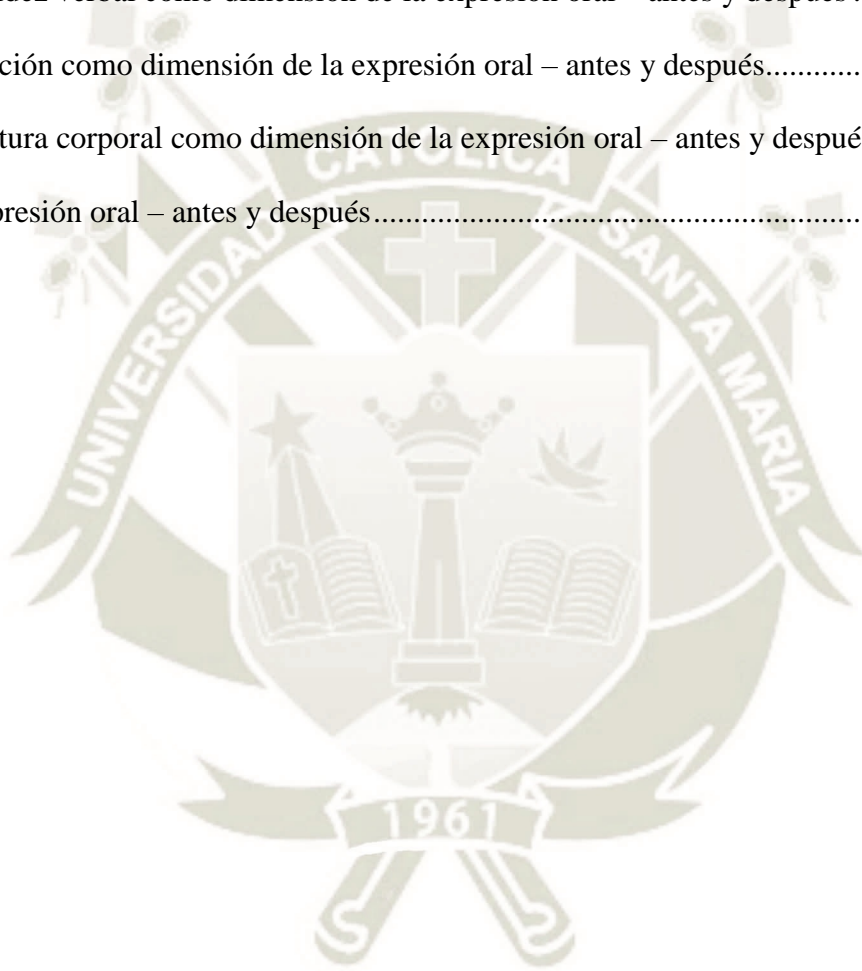 verbal como dimensión de la expresión oral – antes y después
ción como dimensión de la expresión oral – antes y después............
tura corporal como dimensión de la expresión oral – antes y despué
presión oral – antes y después............................................................
UNIVERSIDAD CATOLICA SANTA MARIA
1961